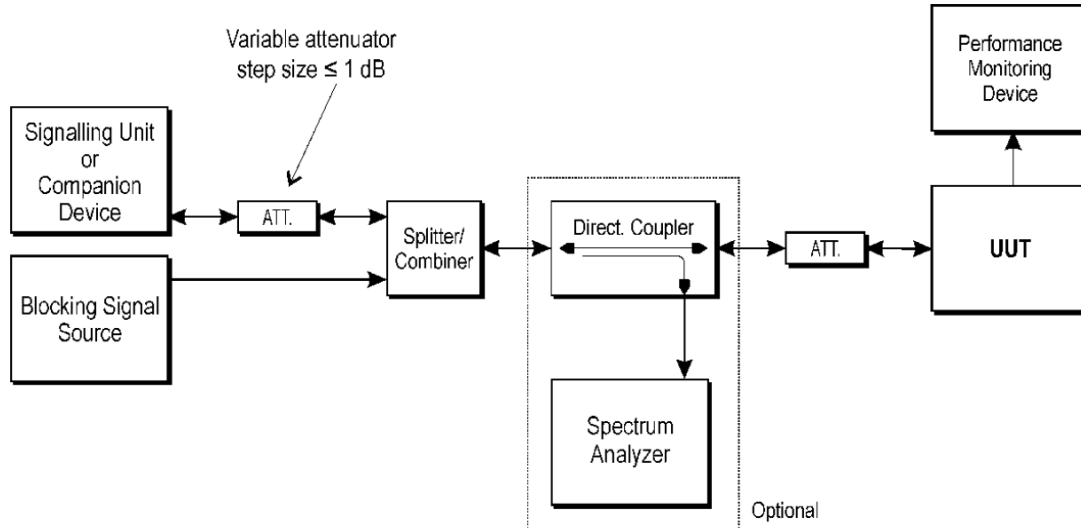 Variable attenuator
step size ≤ 1 dB
Performance
Monitoring
Device
Signalling Unit
or
Companion
Device
ATT.
Splitter/
Combiner
Direct. Coupler
ATT.
UUT
Blocking Signal
Source
Spectrum
Analyzer
Optional